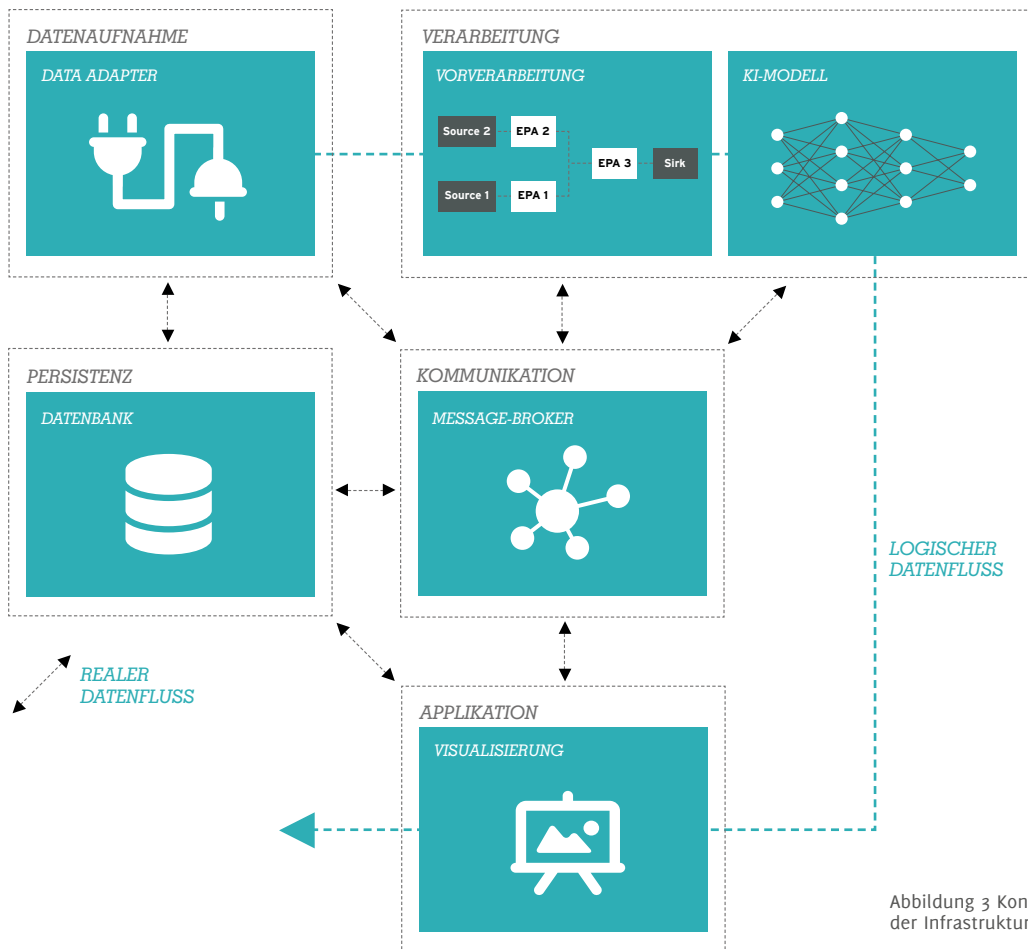 DATENAUFNAHME
DATA ADAPTER
VERARBEITUNG
VORVERARBEITUNG
Source 2
EPA 2
EPA 3
Sirk
Source 1
EPA 1
KI-MODELL
PERSISTENZ
DATENBANK
KOMMUNIKATION
MESSAGE-BROKER
LOGISCHER
DATENFLUSS
REALER
DATENFLUSS
APPLIKATION
VISUALISIERUNG
Abbildung 3 Kon
der Infrastruktur